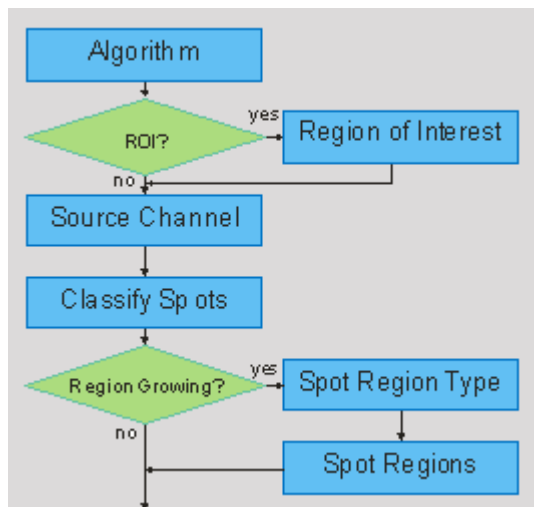 Algorithm
yes
ROI?
Region of Interest
no
Source Channel
Classify Spots
yes
Region Growing?
Spot Region Type
no
Spot Regions